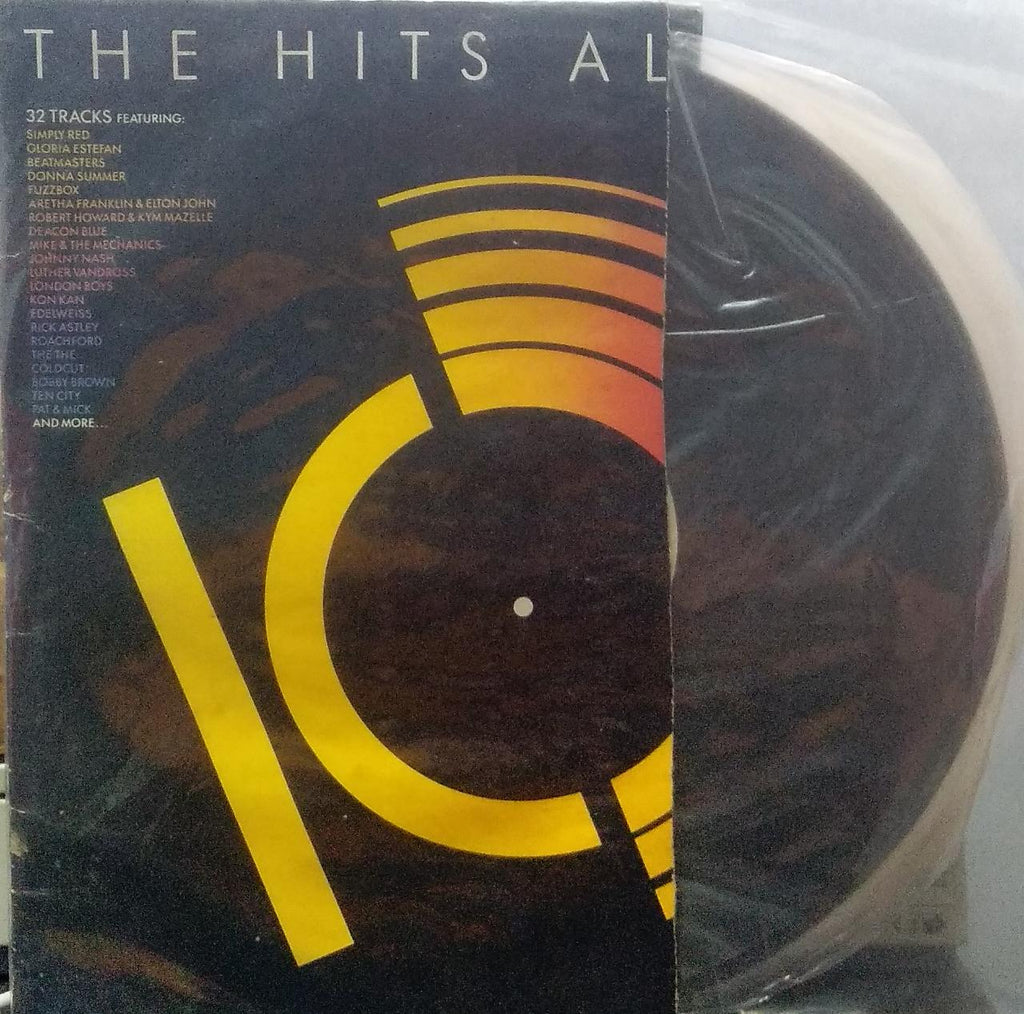 THE HITS AL
32 TRACKS FEATURING:
SIMPLY RED
GLORIA ESTEFAN
BEATMASTERS
DONNA SUMMER
FUZZBOX
ARETHA FRANKLIN & ELTON JOHN
ROBERT HOWARD & KYM MAZELLE
DEACON BLUE
MIKE & THE MECHANICS
JOHNNY NASH
LUTHER VANDROSS
LONDON BOYS
KON KAN
EDELWEISS
RICK ASTLEY
ROACHFORD
THE THE
COLDCUT
BOBBY BROWN
TEN CITY
PAT & MICK
AND MORE...
10